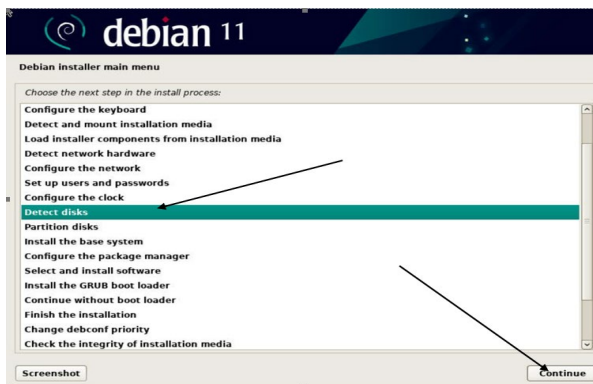 debian 11
Debian installer main menu
Choose the next step in the install process:
Configure the keyboard
Detect and mount installation media
Load installer components from installation media
Detect network hardware
Configure the network
Set up users and passwords
Configure the clock
Detect disks
Partition disks
Install the base system
Configure the package manager
Select and install software
Install the GRUB boot loader
Continue without boot loader
Finish the installation
Change debconf priority
Check the integrity of installation media
Screenshot
Continue